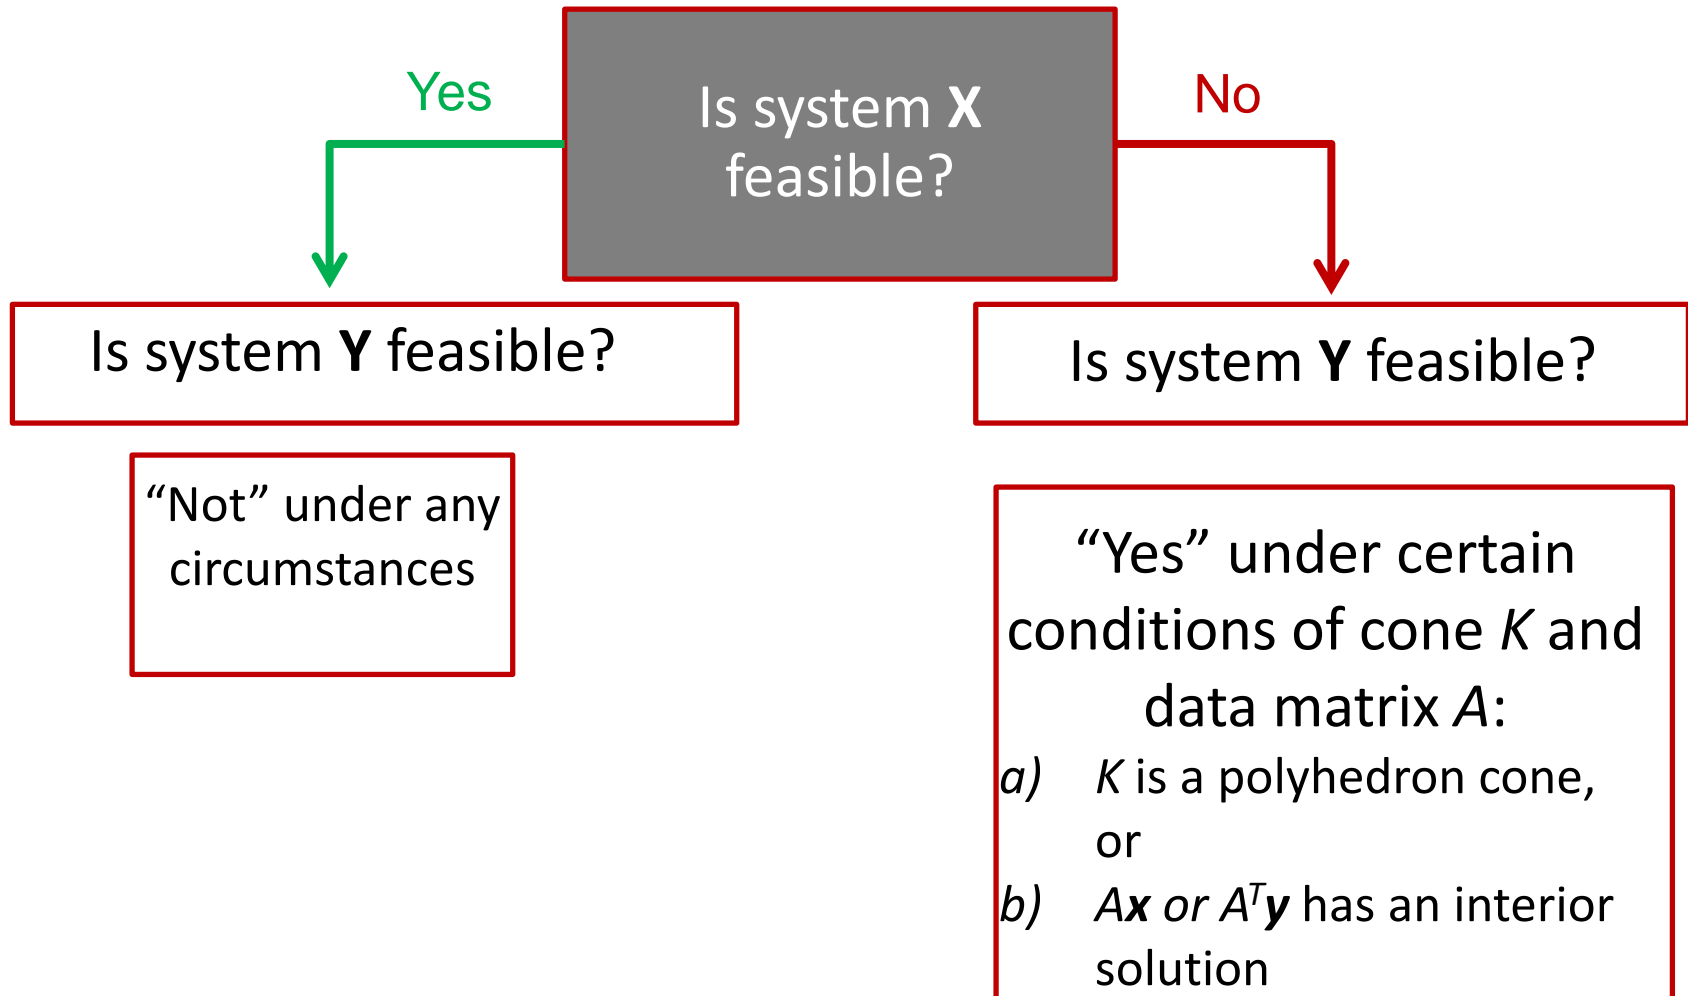 Yes
Is system X
feasible?
No
Is system Y feasible?
Is system Y feasible?
“Not” under any
circumstances
“Yes” under certain
conditions of cone K and
data matrix A:
a) K is a polyhedron cone,
or
b) Ax or Aᵀy has an interior
solution